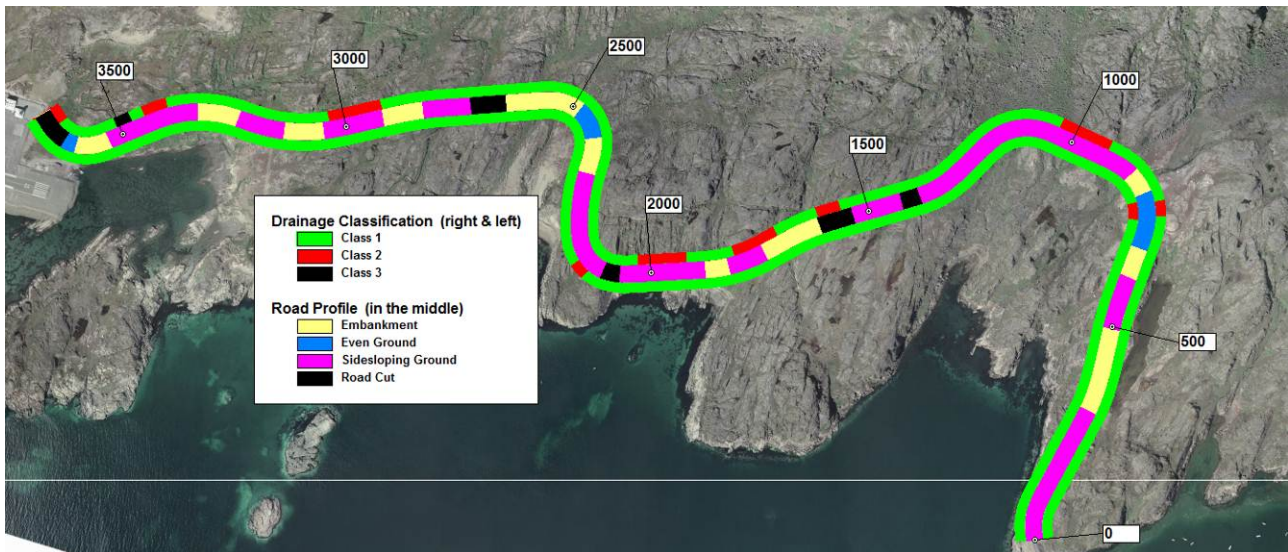 2500
3000
3500
1000
1500
2000
Drainage Classification (right & left)
Class 1
Class 2
Class 3
Road Profile (in the middle)
Embankment
Even Ground
Sidesloping Ground
Road Cut
500
0